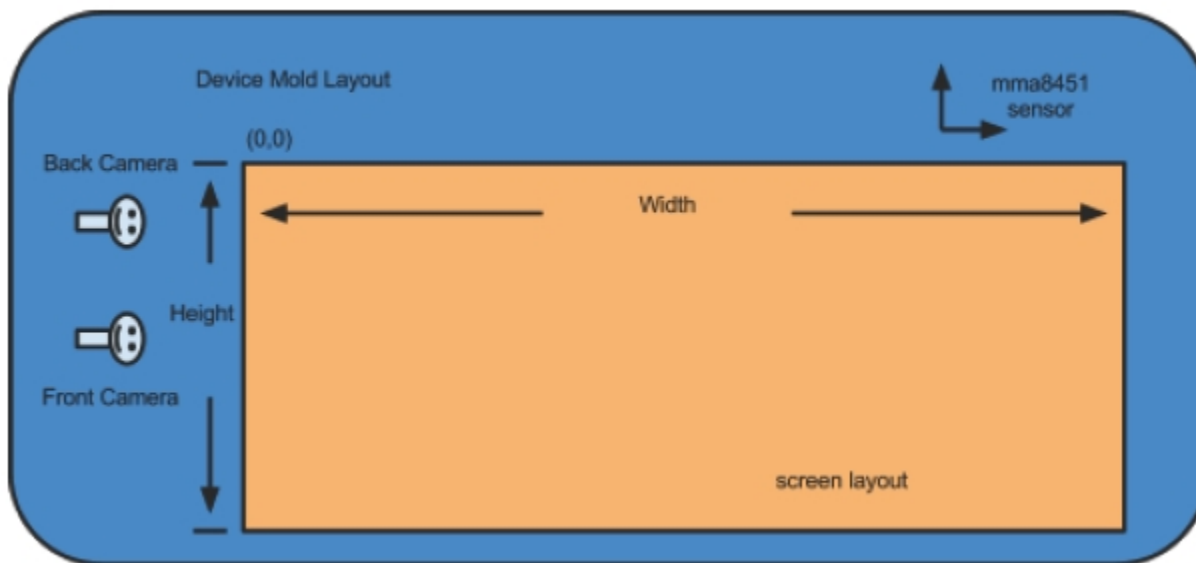 Device Mold Layout
mma8451
sensor
(0,0)
Back Camera
Width
Height
Front Camera
screen layout